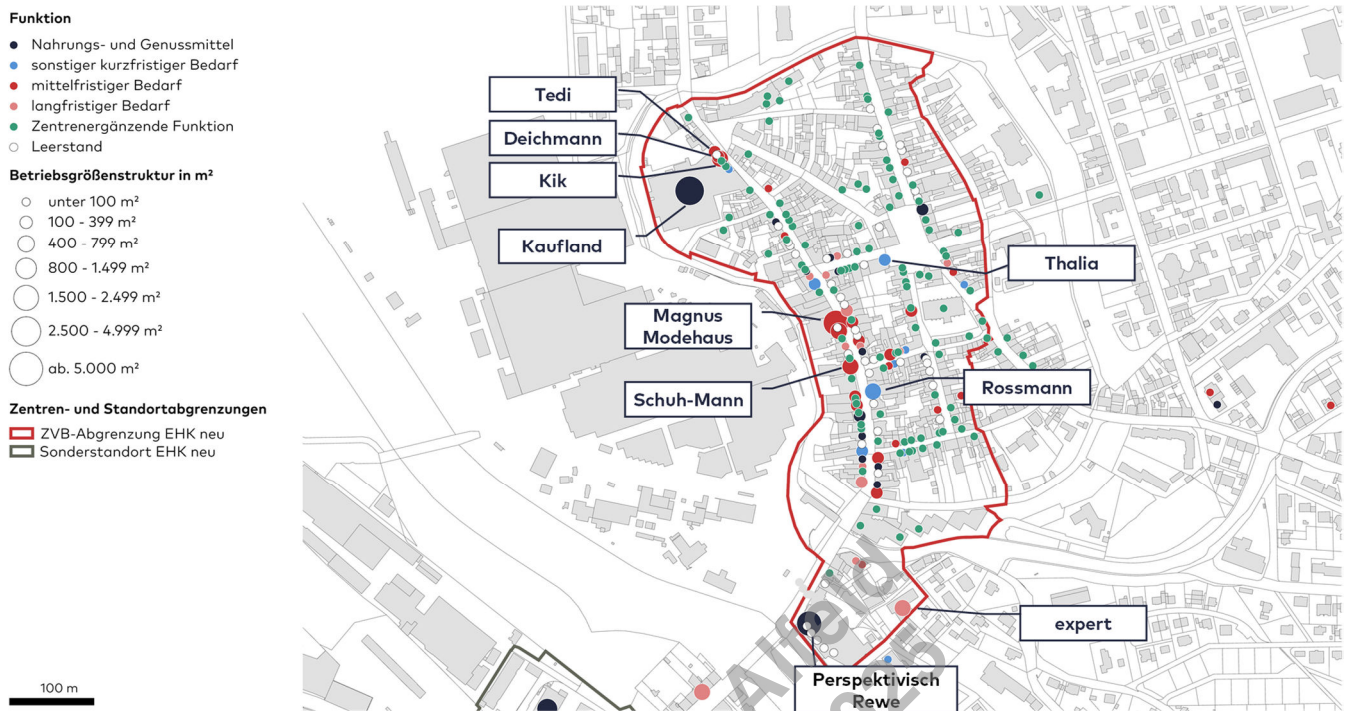 Funktion
Nahrungs- und Genussmittel
sonstiger kurzfristiger Bedarf
mittelfristiger Bedarf
langfristiger Bedarf
Zentrenergänzende Funktion
Leerstand
Betriebsgrößenstruktur in m²
unter 100 m²
100 - 399 m²
400 - 799 m²
800 - 1.499 m²
1.500 - 2.499 m²
2.500 - 4.999 m²
ab. 5.000 m²
Zentren- und Standortabgrenzungen
ZVB-Abgrenzung EHK neu
Sonderstandort EHK neu
100 m
Tedi
Deichmann
Kik
Kaufland
Thalia
Magnus
Modehaus
Schuh-Mann
Rossmann
expert
Perspektivisch
Rewe
Alfeld
2025